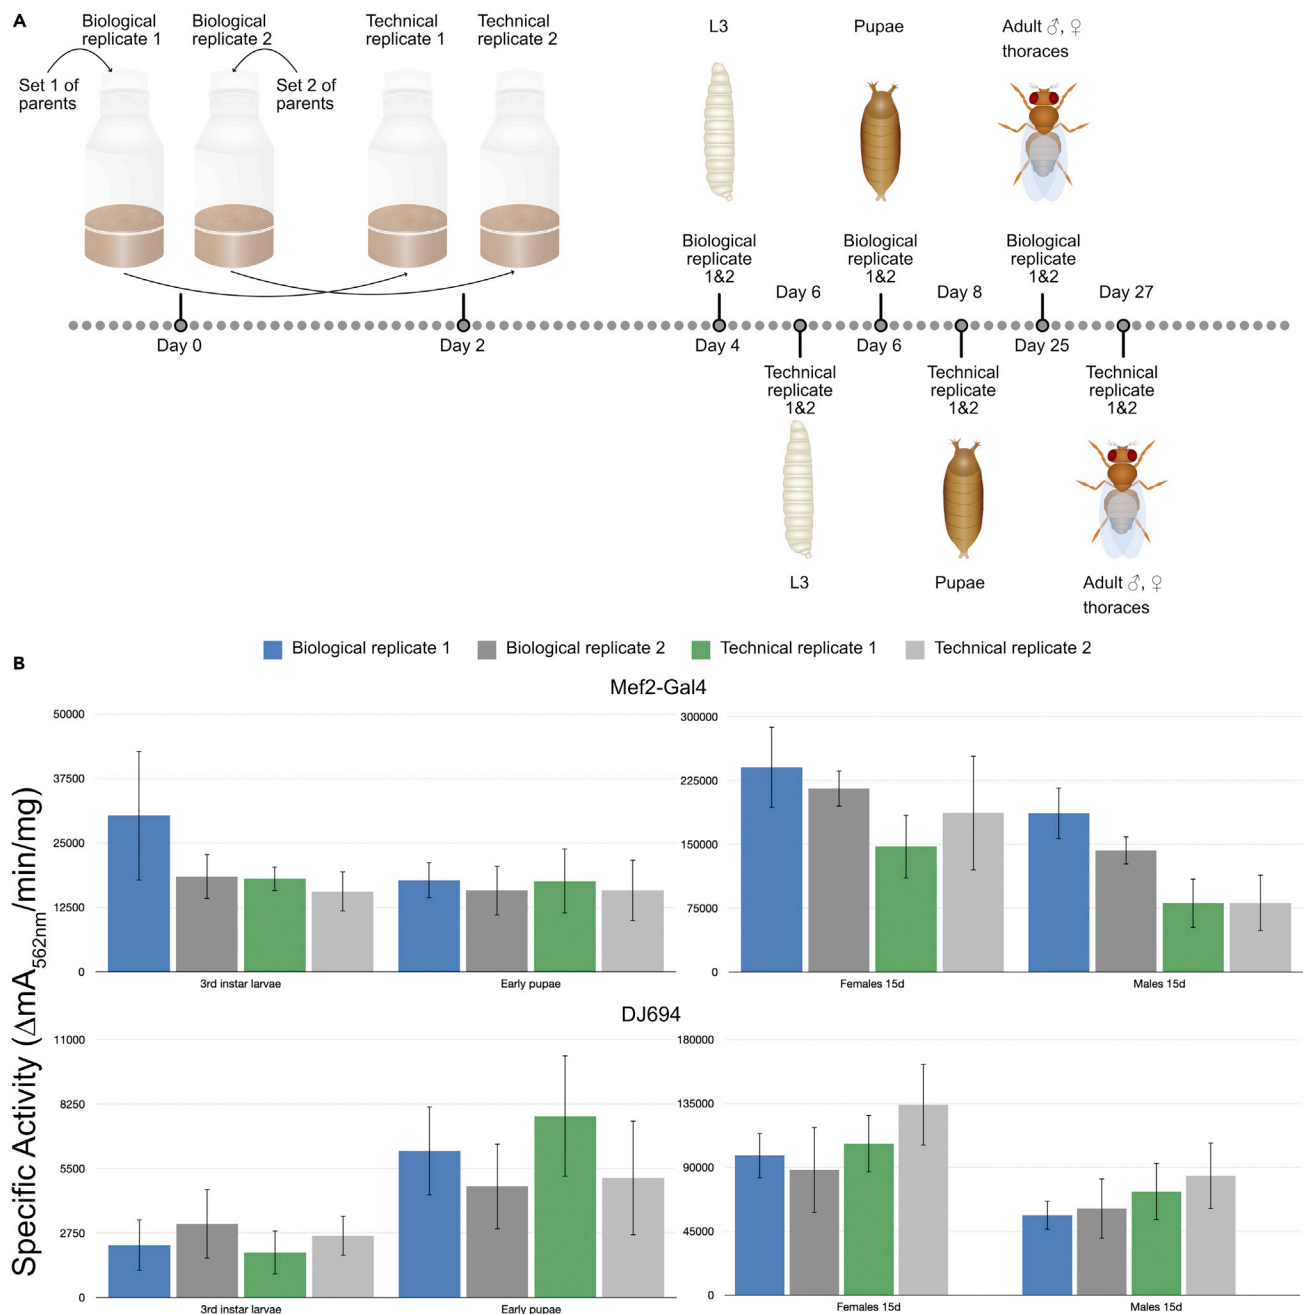 A
Biological
replicate 1
Biological
replicate 2
Technical
replicate 1
Technical
replicate 2
Set 1 of
parents
Set 2 of
parents
L3
Pupae
Adult ♂, ♀
thoraces
Biological
replicate
1&2
Biological
replicate
1&2
Biological
replicate
1&2
Day 6
Day 8
Day 27
Day 0
Day 2
Day 4
Day 6
Day 25
Technical
replicate
1&2
Technical
replicate
1&2
Technical
replicate
1&2
L3
Pupae
Adult ♂, ♀
thoraces
Biological replicate 1
Biological replicate 2
Technical replicate 1
Technical replicate 2
B
Mef2-Gal4
Specific Activity (ΔmA562nm/min/mg)
50000
37500
25000
12500
0
3rd instar larvae
Early pupae
300000
225000
150000
75000
0
Females 15d
Males 15d
DJ694
11000
8250
5500
2750
0
3rd instar larvae
Early pupae
180000
135000
90000
45000
0
Females 15d
Males 15d